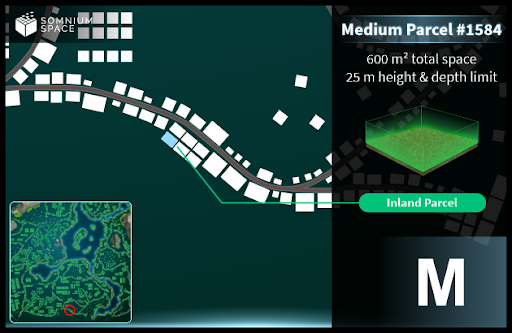 SOMNIUM
SPACE
Medium Parcel #1584
600 m² total space
25 m height & depth limit
Inland Parcel
M